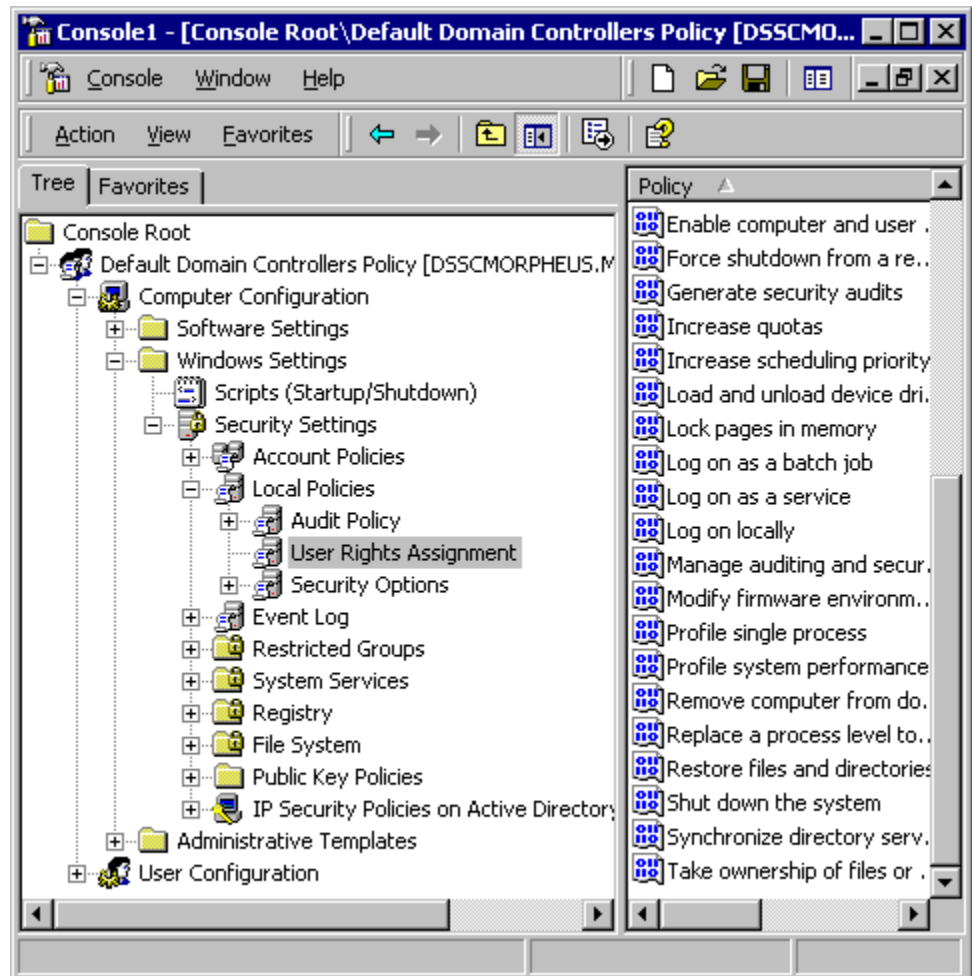 Console1 - [Console Root\Default Domain Controllers Policy [DSSCMO...
Console Window Help
Action View Favorites
Tree Favorites
Console Root
Default Domain Controllers Policy [DSSCMORPHEUS.M
Computer Configuration
Software Settings
Windows Settings
Scripts (Startup/Shutdown)
Security Settings
Account Policies
Local Policies
Audit Policy
User Rights Assignment
Security Options
Event Log
Restricted Groups
System Services
Registry
File System
Public Key Policies
IP Security Policies on Active Directory
Administrative Templates
User Configuration
Policy
Enable computer and user .
Force shutdown from a re..
Generate security audits
Increase quotas
Increase scheduling priority
Load and unload device dri.
Lock pages in memory
Log on as a batch job
Log on as a service
Log on locally
Manage auditing and secur.
Modify firmware environm..
Profile single process
Profile system performance
Remove computer from do.
Replace a process level to..
Restore files and directories
Shut down the system
Synchronize directory serv.
Take ownership of files or .